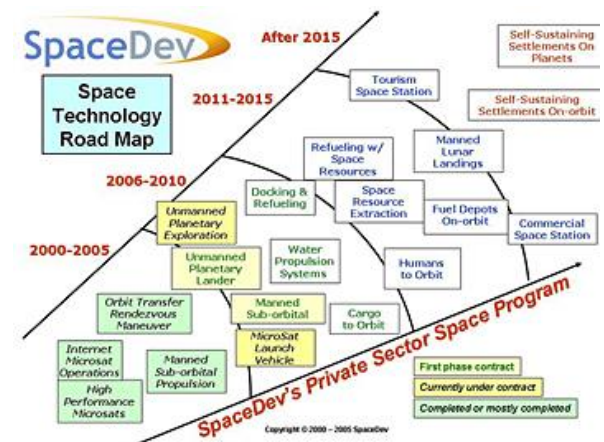 SpaceDev
Space
Technology
Road Map
After 2015
2011-2015
2006-2010
2000-2005
Self-Sustaining
Settlements On
Planets
Self-Sustaining
Settlements On-orbit
Tourism
Space Station
Manned
Lunar
Landings
Refueling w/
Space
Resources
Docking &
Refueling
Space
Resource
Extraction
Fuel Depots
On-orbit
Commercial
Space Station
Unmanned
Planetary
Exploration
Unmanned
Planetary
Lander
Water
Propulsion
Systems
Humans
to Orbit
Orbit Transfer
Rendezvous
Maneuver
Manned
Sub-orbital
Cargo
to Orbit
Internet
Microsat
Operations
Manned
Sub-orbital
Propulsion
MicroSat
Launch
Vehicle
High
Performance
Microsats
SpaceDev's Private Sector Space Program
First phase contract
Currently under contract
Completed or mostly completed
Copyright © 2000 – 2005 SpaceDev